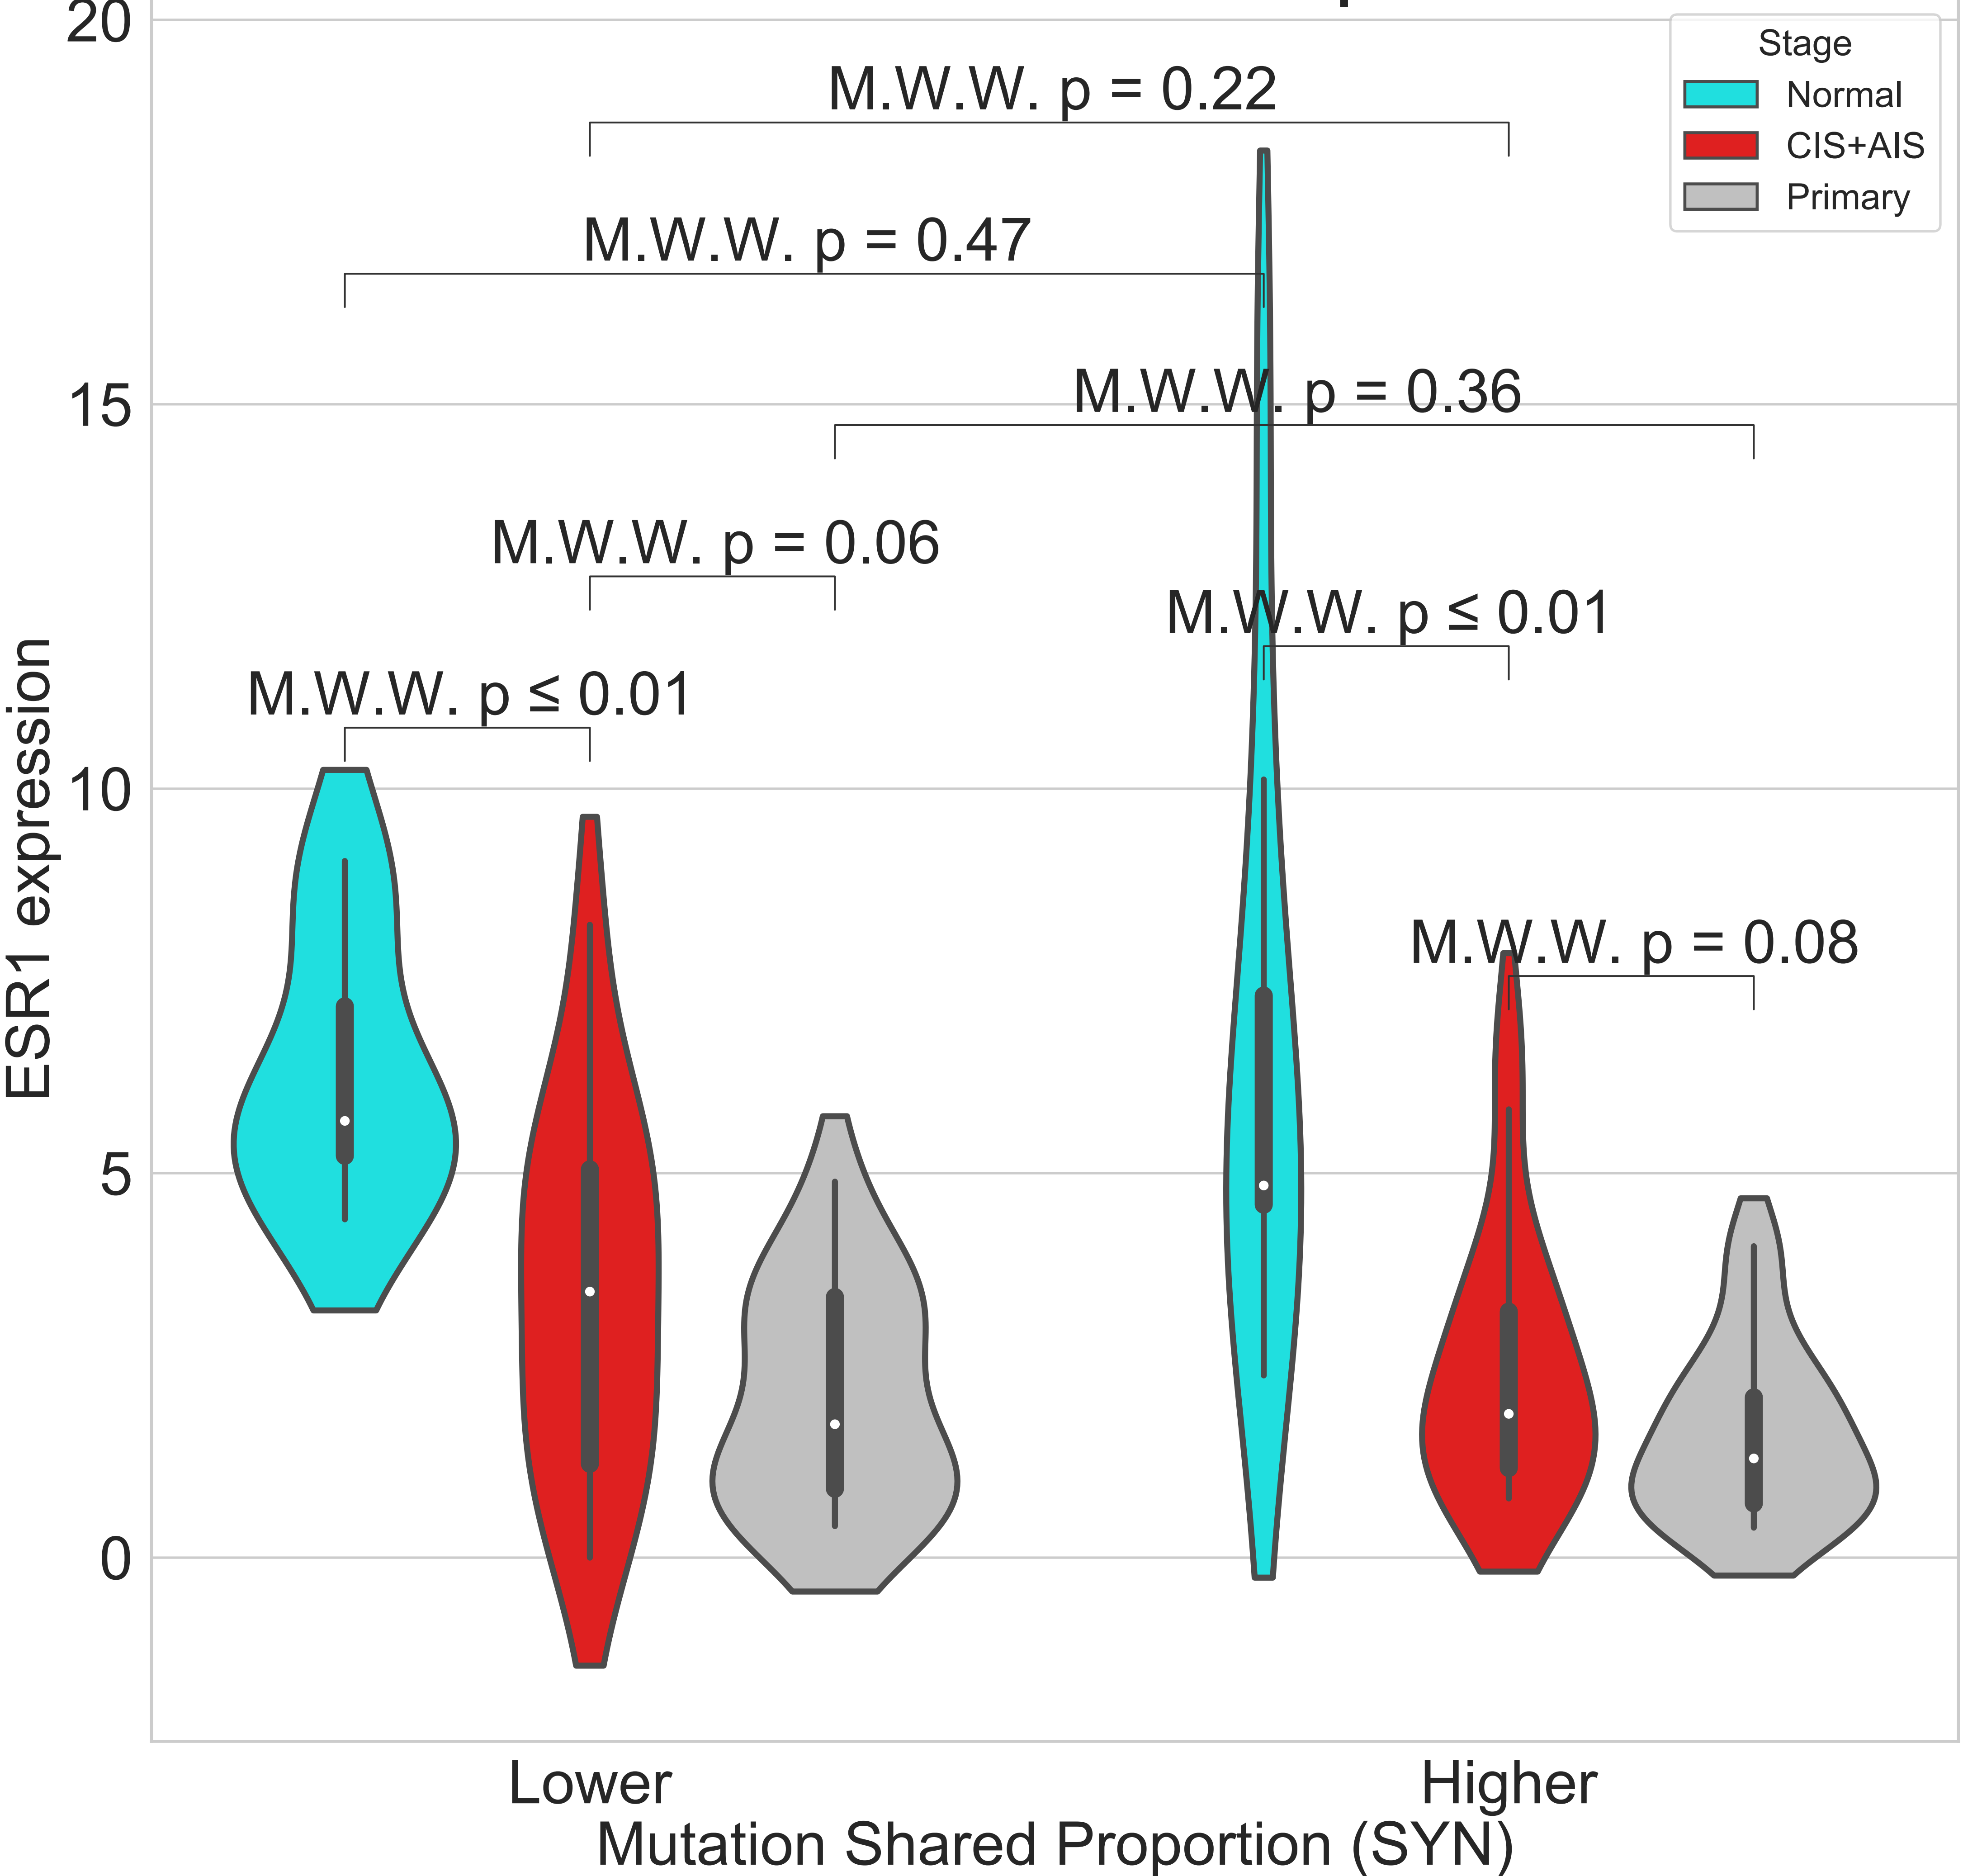 20
Stage
Normal
CIS+AIS
Primary
M.W.W. p = 0.22
M.W.W. p = 0.47
15
M.W.W. p = 0.36
M.W.W. p = 0.06
M.W.W. p ≤ 0.01
M.W.W. p ≤ 0.01
10
M.W.W. p = 0.08
ESR1 expression
5
0
Lower
Higher
Mutation Shared Proportion (SYN)